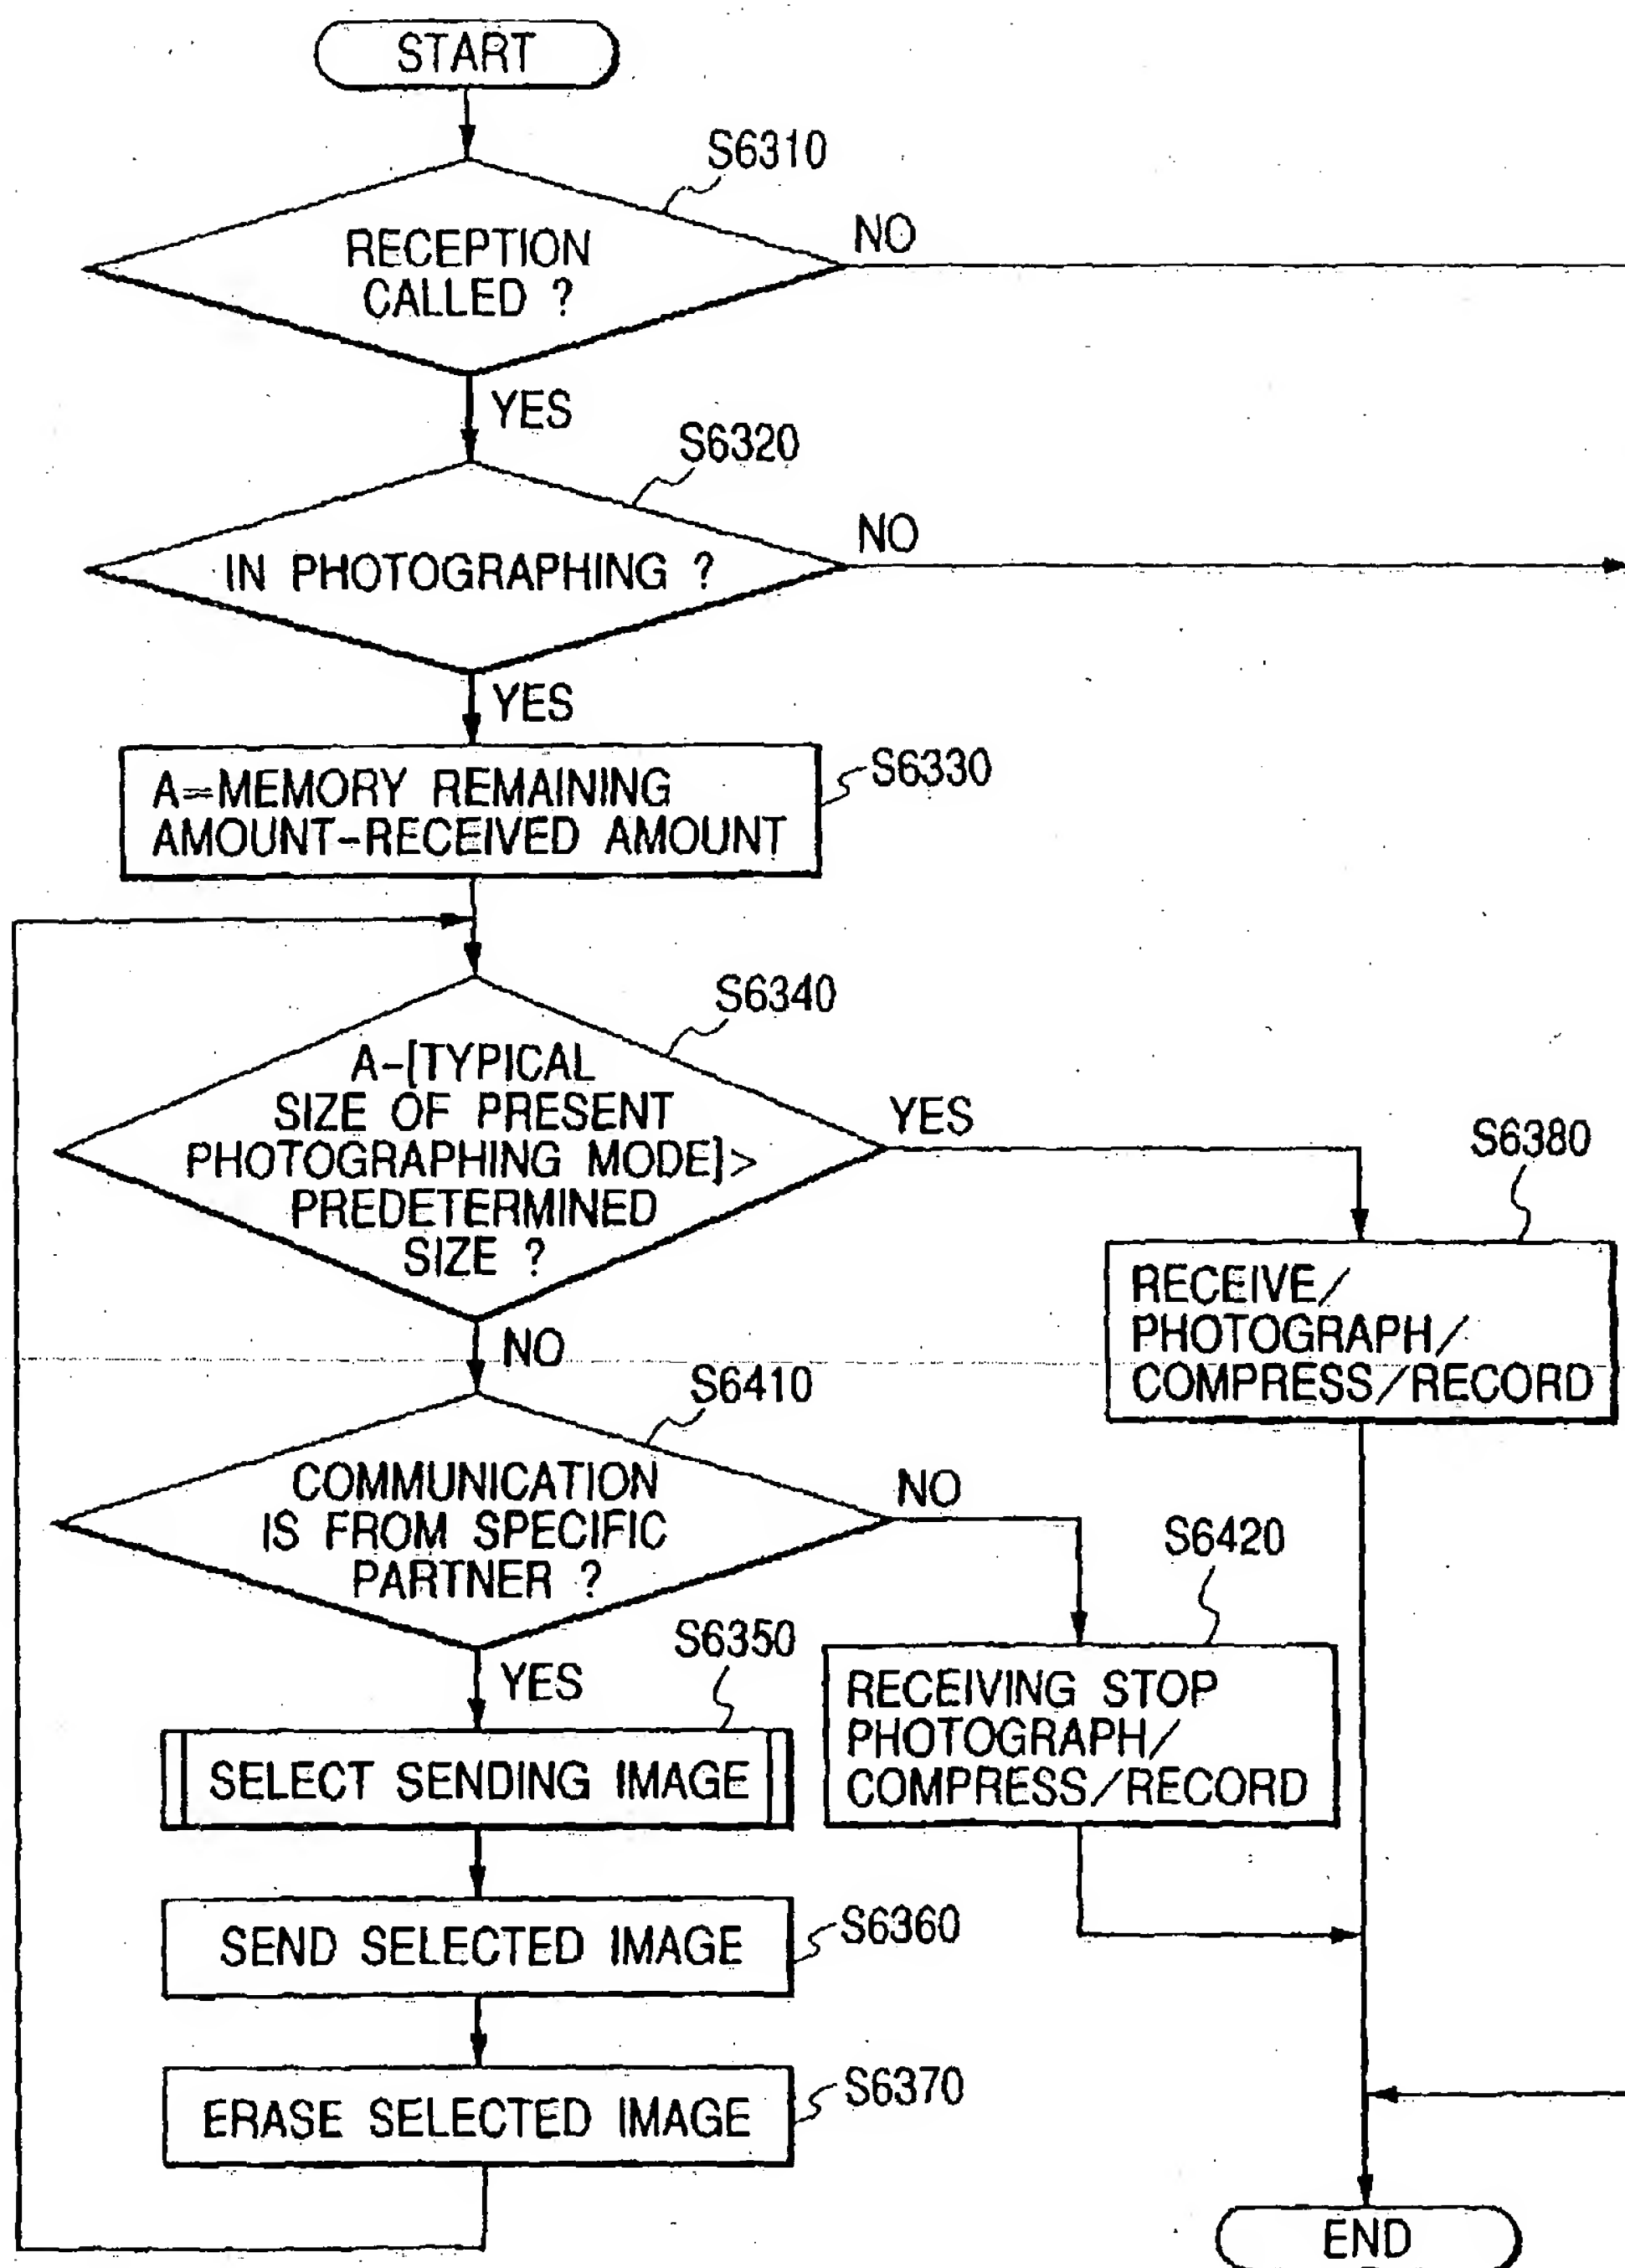 START
S6310
RECEPTION
CALLED ?
NO
YES
S6320
IN PHOTOGRAPHING ?
NO
YES
S6330
A=MEMORY REMAINING
AMOUNT-RECEIVED AMOUNT
S6340
A-[TYPICAL
SIZE OF PRESENT
PHOTOGRAPHING MODE]>
PREDETERMINED
SIZE ?
YES
S6380
RECEIVE/
PHOTOGRAPH/
COMPRESS/RECORD
NO
S6410
COMMUNICATION
IS FROM SPECIFIC
PARTNER ?
NO
S6420
RECEIVING STOP
PHOTOGRAPH/
COMPRESS/RECORD
YES
S6350
SELECT SENDING IMAGE
SEND SELECTED IMAGE
S6360
ERASE SELECTED IMAGE
S6370
END